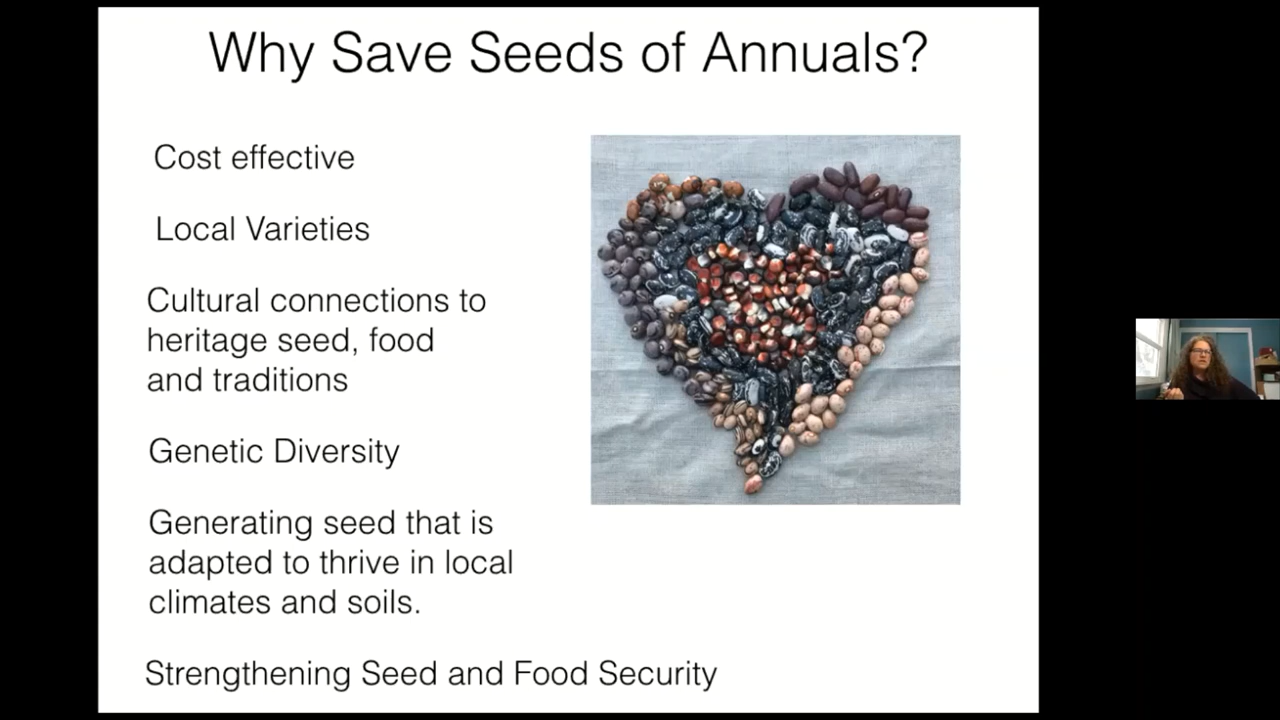 Why Save Seeds of Annuals?
Cost effective
Local Varieties
Cultural connections to
heritage seed, food
and traditions
Genetic Diversity
Generating seed that is
adapted to thrive in local
climates and soils.
Strengthening Seed and Food Security